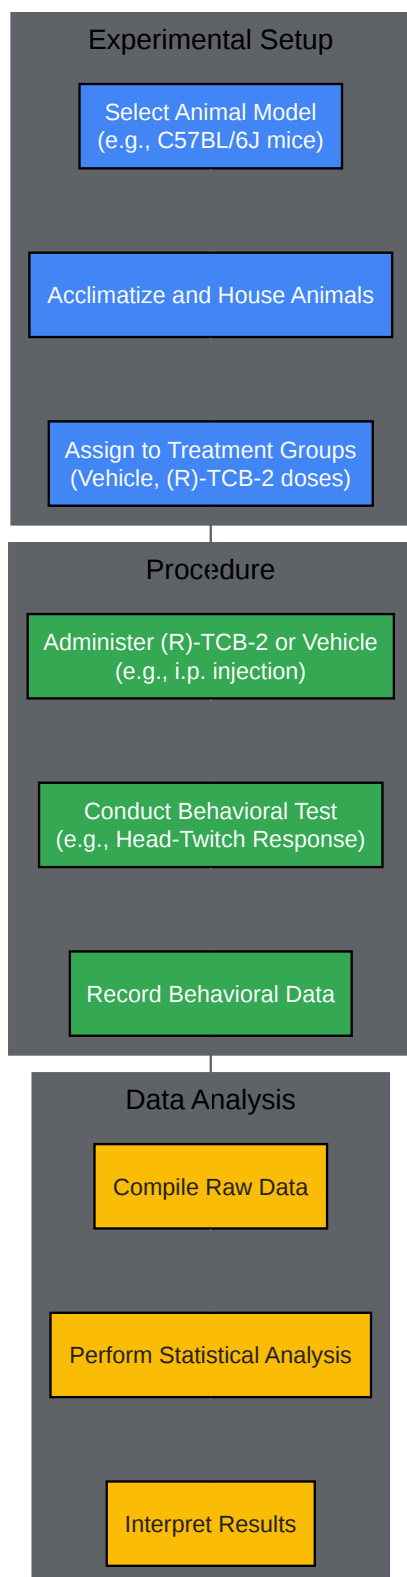 Experimental Setup
Select Animal Model
(e.g., C57BL/6J mice)
Acclimatize and House Animals
Assign to Treatment Groups
(Vehicle, (R)-TCB-2 doses)
Procedure
Administer (R)-TCB-2 or Vehicle
(e.g., i.p. injection)
Conduct Behavioral Test
(e.g., Head-Twitch Response)
Record Behavioral Data
Data Analysis
Compile Raw Data
Perform Statistical Analysis
Interpret Results